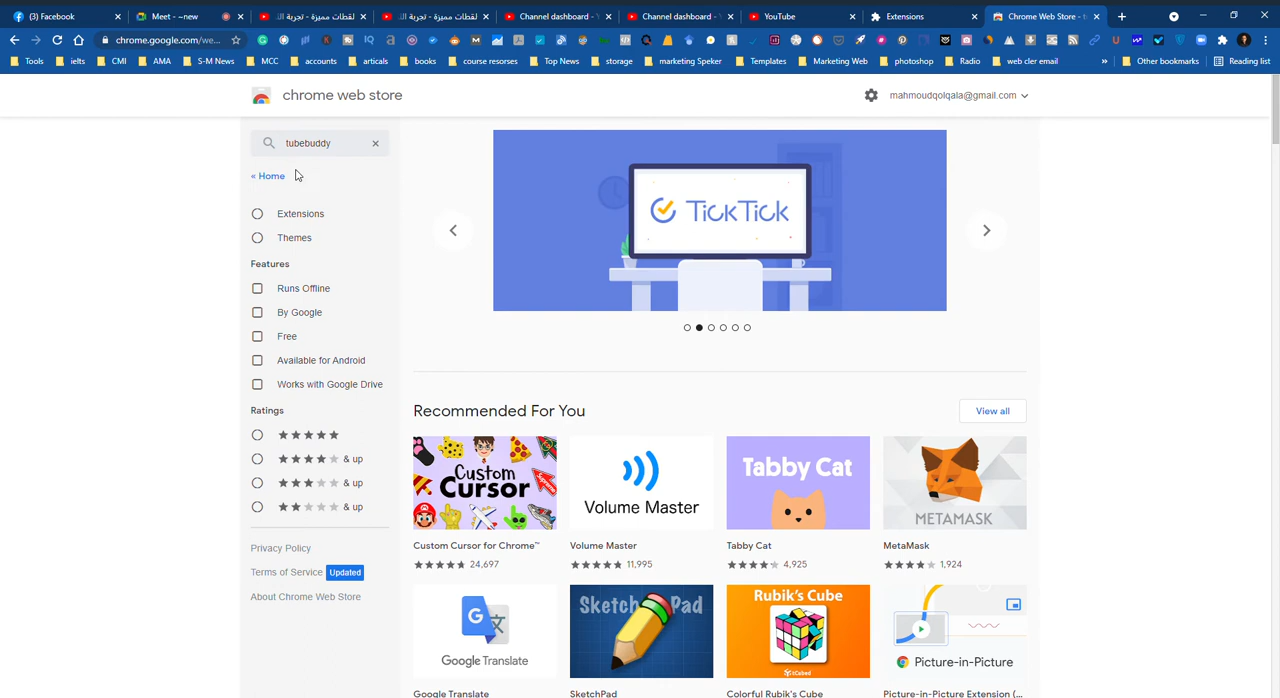 (3) Facebook
Meet - ~new
لقطات مميزة - تجربة الـ
لقطات مميزة - تجربة الـ
Channel dashboard - Y
Channel dashboard - Y
YouTube
Extensions
Chrome Web Store - t
chrome.google.com/we...
Tools
ielts
CMI
AMA
S-M News
MCC
accounts
articals
books
course resorses
Top News
storage
marketing Speker
Templates
Marketing Web
photoshop
Radio
web cler email
»
Other bookmarks
Reading list
chrome web store
mahmoudqolqala@gmail.com
tubebuddy
« Home
Extensions
Themes
Features
Runs Offline
By Google
Free
Available for Android
Works with Google Drive
Ratings
& up
& up
& up
Privacy Policy
Terms of Service Updated
About Chrome Web Store
TickTick
Recommended For You
View all
Custom
Cursor
Volume Master
Tabby Cat
METAMASK
Custom Cursor for Chrome™
Volume Master
Tabby Cat
MetaMask
24,697
11,995
4,925
1,924
Google Translate
SketchPad
Rubik's Cube
Picture-in-Picture
Google Translate
SketchPad
Colorful Rubik's Cube
Picture-in-Picture Extension (...